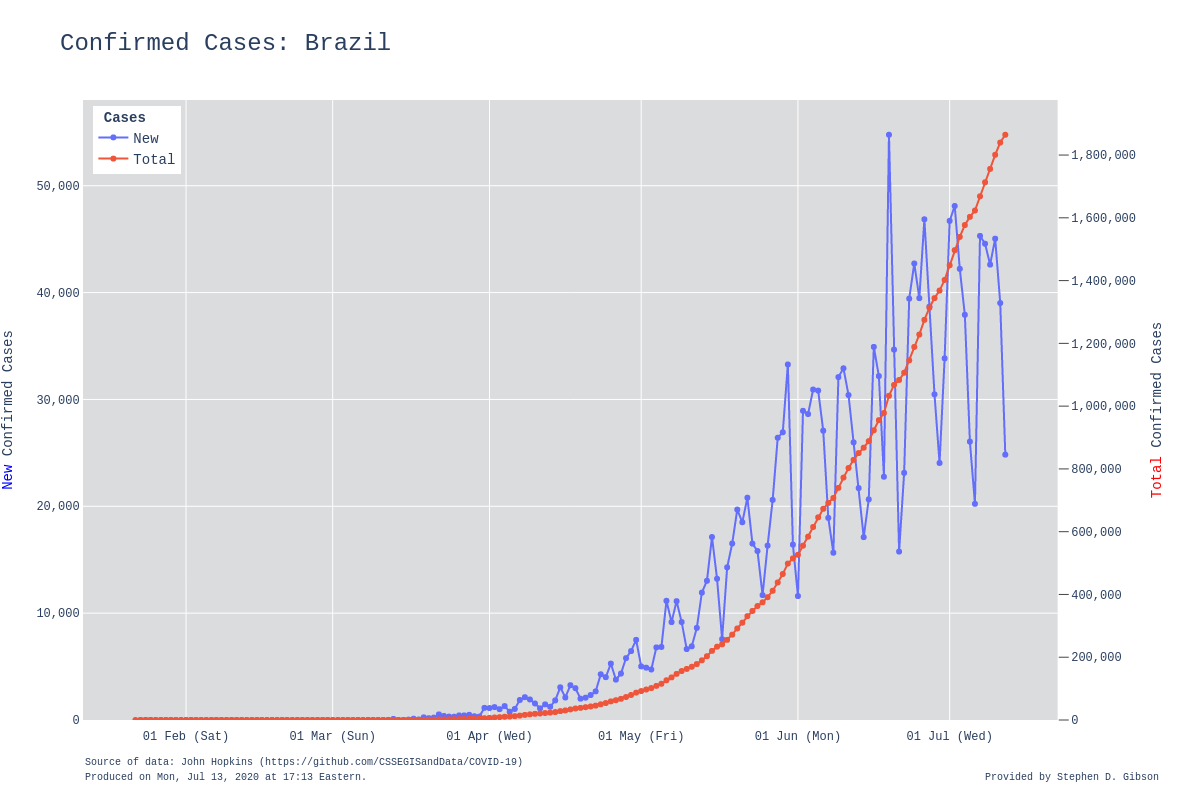 Confirmed Cases: Brazil
Cases
New
Total
50,000
40,000
30,000
20,000
10,000
0
1,800,000
1,600,000
1,400,000
1,200,000
1,000,000
800,000
600,000
400,000
200,000
0
New Confirmed Cases
Total Confirmed Cases
01 Feb (Sat)
01 Mar (Sun)
01 Apr (Wed)
01 May (Fri)
01 Jun (Mon)
01 Jul (Wed)
Source of data: John Hopkins (https://github.com/CSSEGISandData/COVID-19)
Produced on Mon, Jul 13, 2020 at 17:13 Eastern.
Provided by Stephen D. Gibson